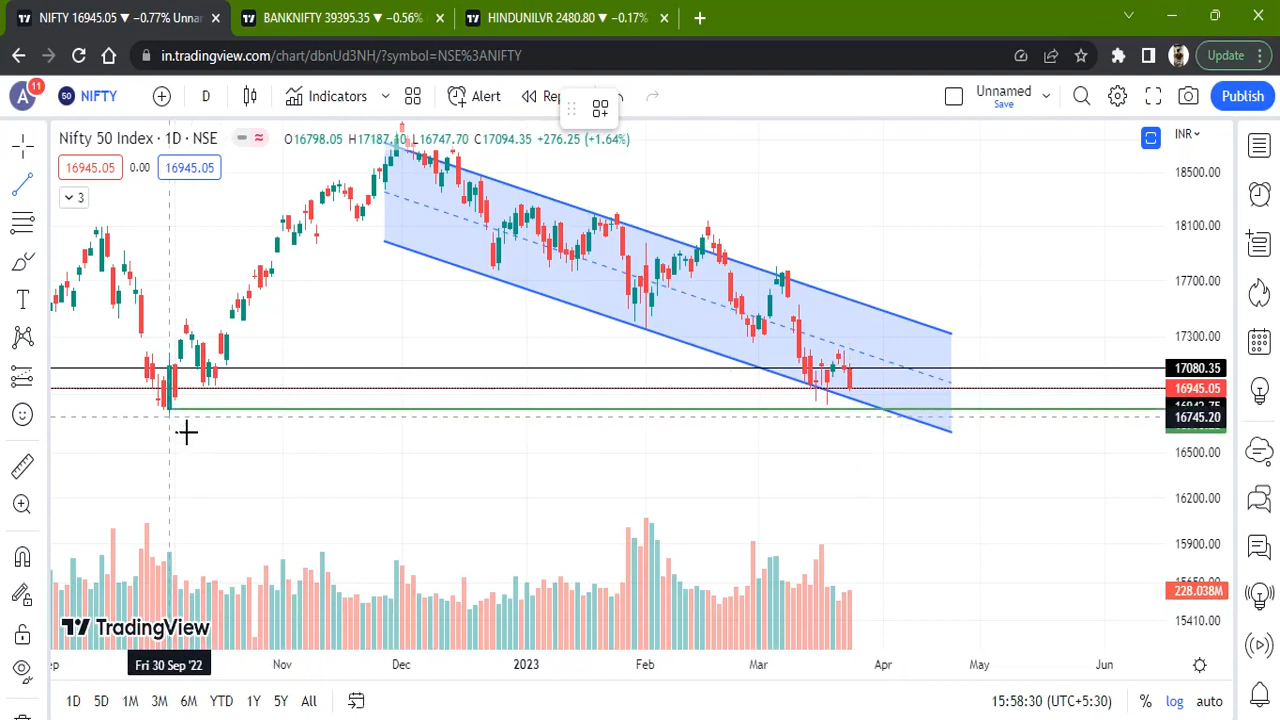 NIFTY 16945.05 ▼ −0.77% Unna
BANKNIFTY 39395.35 ▼ −0.56%
HINDUNILVR 2480.80 ▼ −0.17%
in.tradingview.com/chart/dbnUd3NH/?symbol=NSE%3ANIFTY
Update
A
11
50
NIFTY
D
Indicators
Alert
Unnamed
Save
Publish
Nifty 50 Index · 1D · NSE
O16798.05 H17187.10 L16747.70 C17094.35 +276.25 (+1.64%)
INR
16945.05
0.00
16945.05
3
18500.00
18100.00
17700.00
17300.00
17080.35
16945.05
16745.20
16500.00
16200.00
15900.00
228.038M
15410.00
TradingView
Nov
Dec
2023
Feb
Mar
Apr
May
Jun
Fri 30 Sep '22
1D
5D
1M
3M
6M
YTD
1Y
5Y
All
15:58:30 (UTC+5:30)
%
log
auto